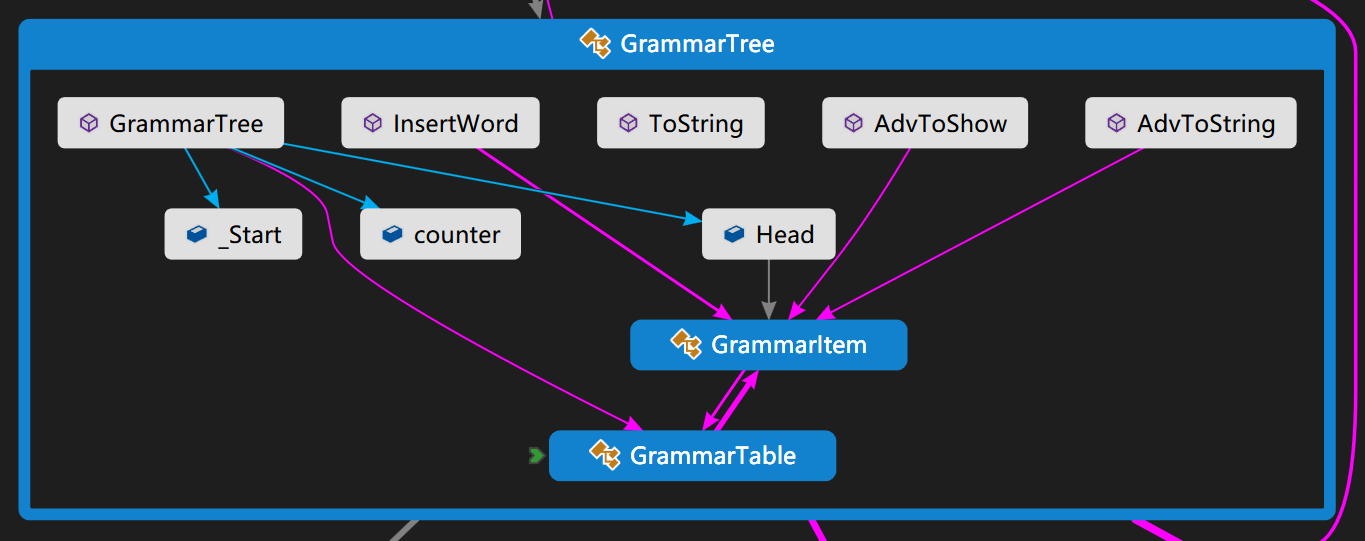 GrammarTree
GrammarTree
InsertWord
ToString
AdvToShow
AdvToString
_Start
counter
Head
GrammarItem
GrammarTable